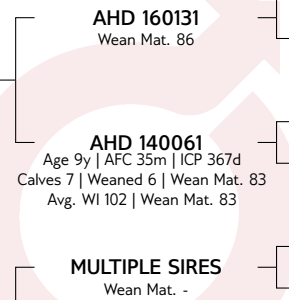 AHD 160131
Wean Mat. 86
AHD 140061
Age 9y | AFC 35m | ICP 367d
Calves 7 | Weaned 6 | Wean Mat. 83
Avg. WI 102 | Wean Mat. 83
MULTIPLE SIRES
Wean Mat. -